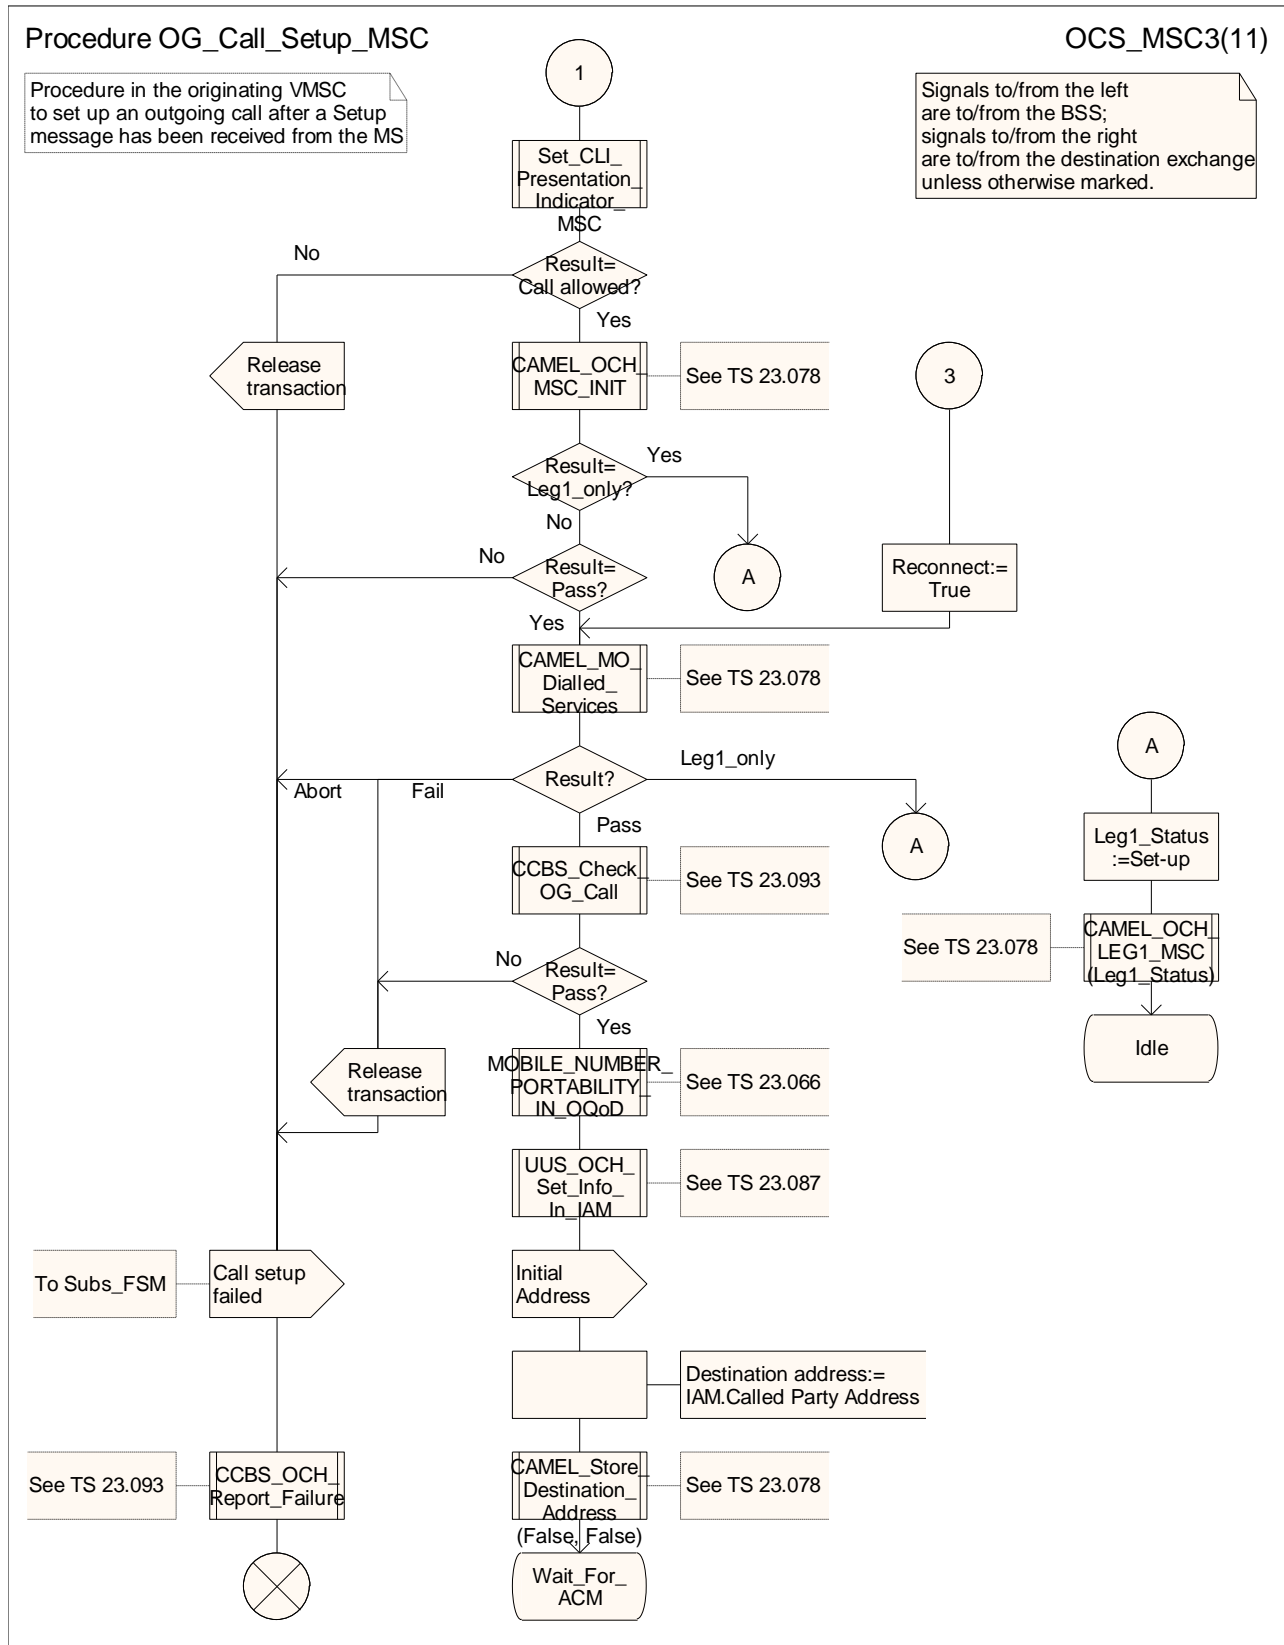 Procedure OG_Call_Setup_MSC
OCS_MSC3(11)
Procedure in the originating VMSC
to set up an outgoing call after a Setup
message has been received from the MS
1
Signals to/from the left
are to/from the BSS;
signals to/from the right
are to/from the destination exchange
unless otherwise marked.
Set_CLI_
Presentation_
Indicator_
MSC
No
Result=
Call allowed?
Yes
Release
transaction
CAMEL_OCH_
MSC_INIT
See TS 23.078
3
Result=
Leg1_only?
Yes
No
No
Result=
Pass?
A
Reconnect:=
True
Yes
CAMEL_MO_
Dialled_
Services
See TS 23.078
A
Result?
Leg1_only
Abort
Fail
Pass
A
Leg1_Status
:=Set-up
CCBS_Check_
OG_Call
See TS 23.093
See TS 23.078
CAMEL_OCH_
LEG1_MSC
(Leg1_Status)
No
Result=
Pass?
Yes
Idle
Release
transaction
MOBILE_NUMBER_
PORTABILITY_
IN_OQoD
See TS 23.066
UUS_OCH_
Set_Info_
In_IAM
See TS 23.087
To Subs_FSM
Call setup
failed
Initial
Address
Destination address:=
IAM.Called Party Address
See TS 23.093
CCBS_OCH_
Report_Failure
CAMEL_Store_
Destination_
Address
(False, False)
See TS 23.078
Wait_For_
ACM